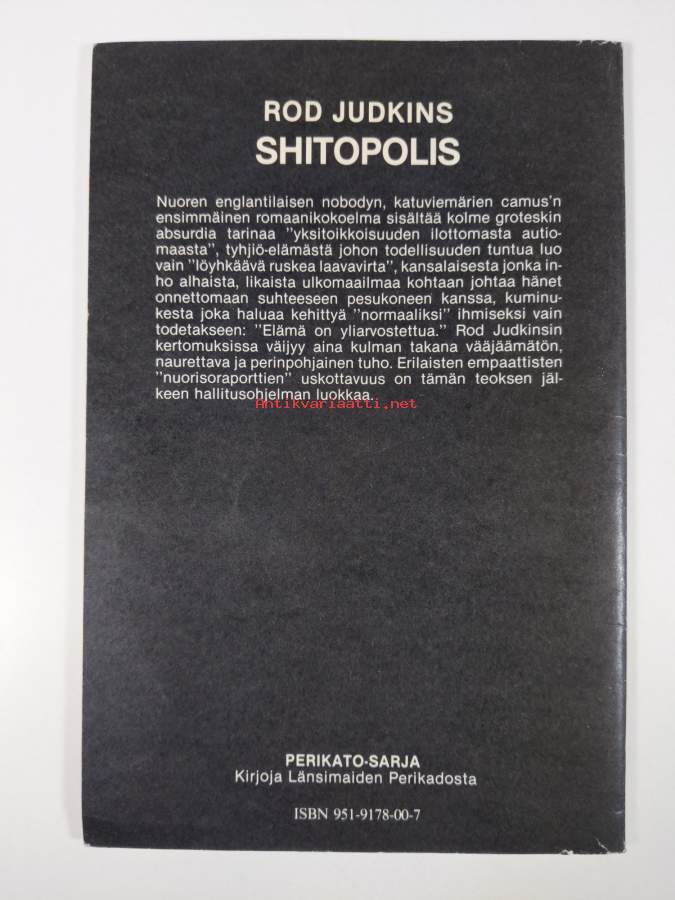 ROD JUDKINS
SHITOPOLIS
Nuoren englantilaisen nobodyn, katuviemärien camus'n
ensimmäinen romaanikokoelma sisältää kolme groteskin
absurdia tarinaa "yksitoikkoisuuden ilottomasta autio-
maasta", tyhjiö-elämästä johon todellisuuden tuntua luo
vain "löyhkäävä ruskea laavavirta", kansalaisesta jonka in-
ho alhaista, likaista ulkomaailmaa kohtaan johtaa hänet
onnettomaan suhteeseen pesukoneen kanssa, kuminu-
kesta joka haluaa kehittyä "normaaliksi" ihmiseksi vain
todetakseen: "Elämä on yliarvostettua." Rod Judkinsin
kertomuksissa väijyy aina kulman takana vääjäämätön,
naurettava ja perinpohjainen tuho. Erilaisten empaattisten
"nuorisoraporttien" uskottavuus on tämän teoksen jäl-
keen hallitusohjelman luokkaa.
Antikvariaatti.net
PERIKATO-SARJA
Kirjoja Länsimaiden Perikadosta
ISBN 951-9178-00-7